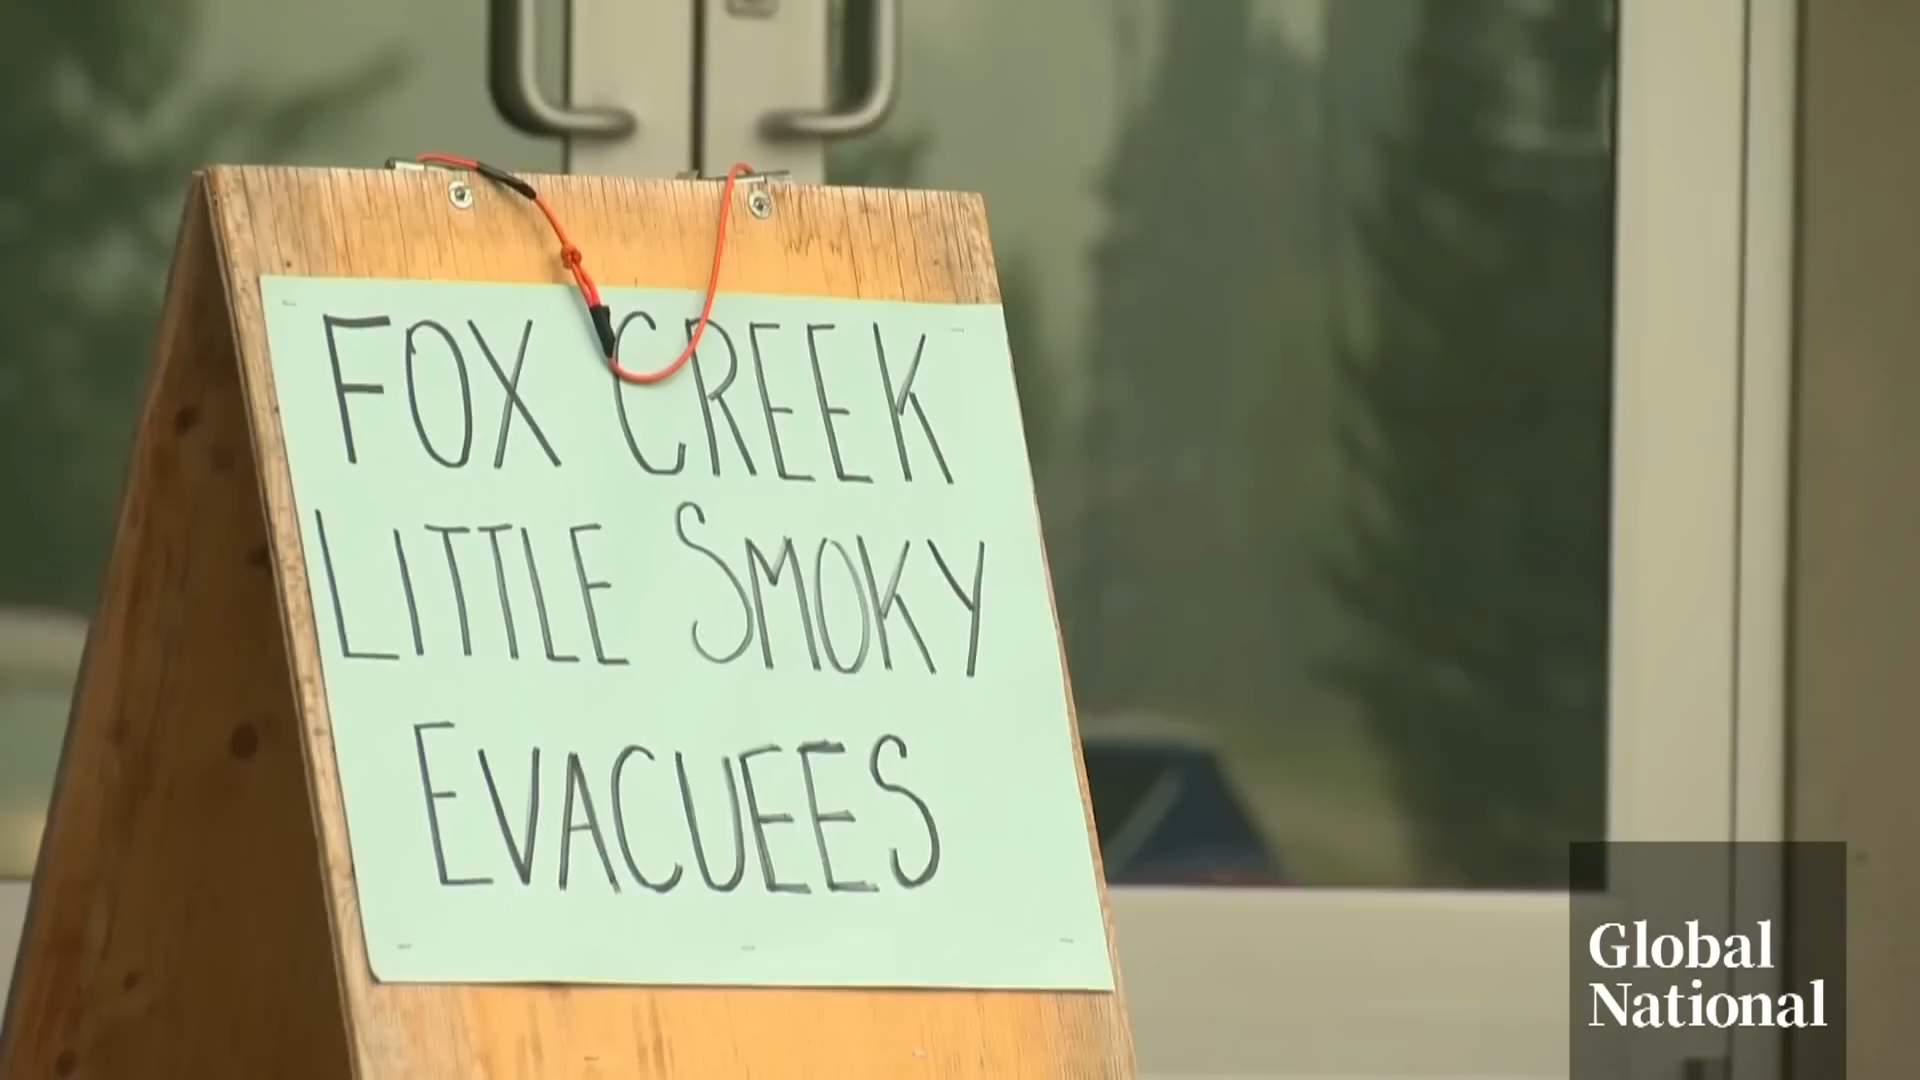 FOX CREEK
LITTLE SMOKY
EVACUEES
Global
National